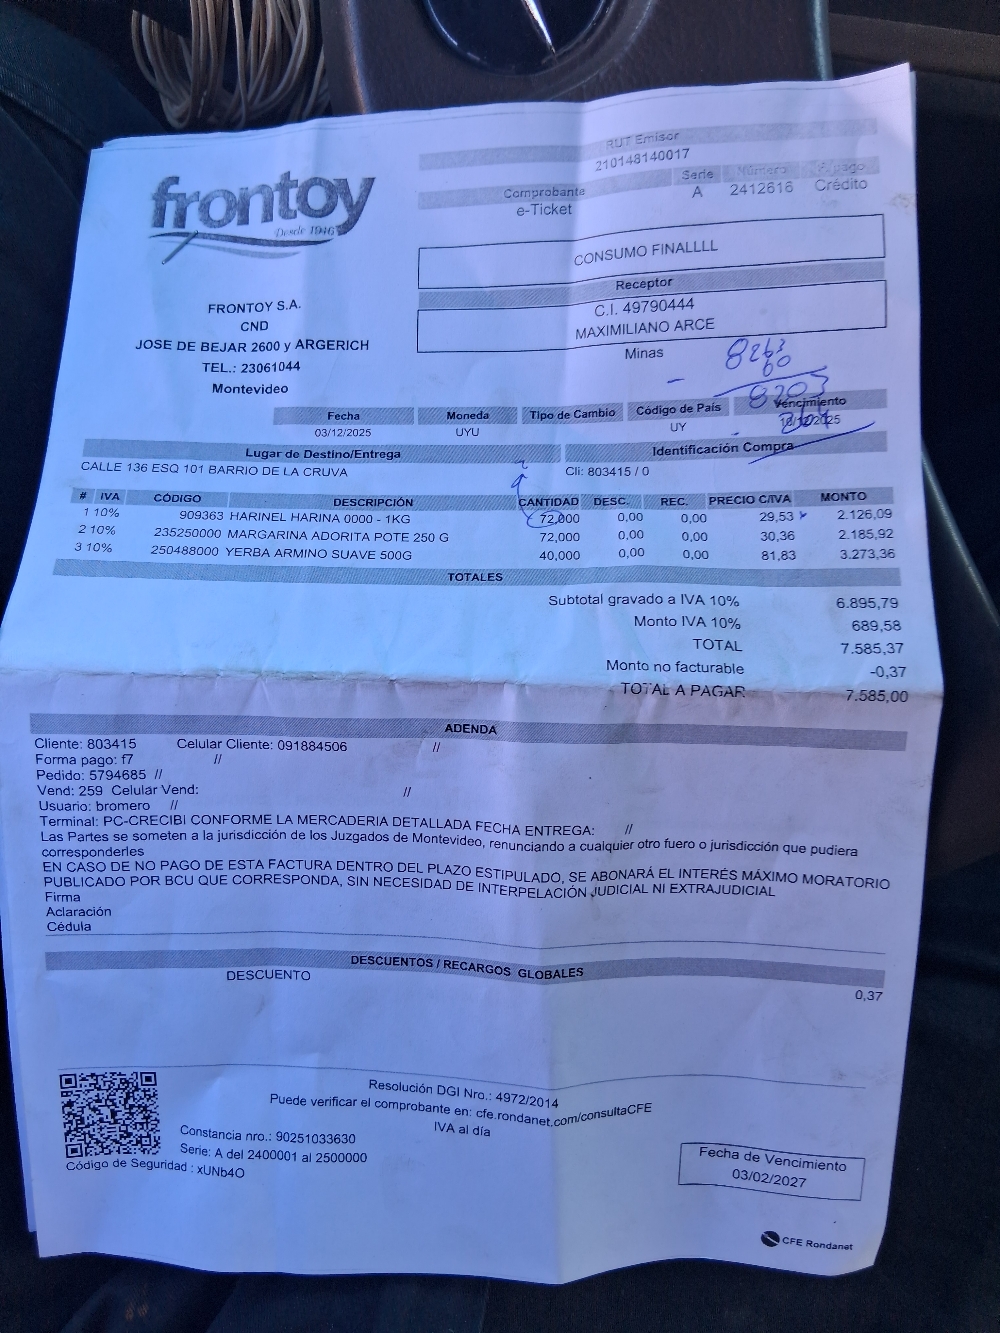 RUT Emisor
210148140017
Serie Número F. pago
Comprobante A 2412616 Crédito
e-Ticket
frontoy
Desde 1946
CONSUMO FINALLLL
Receptor
C.I. 49790444
MAXIMILIANO ARCE
Minas
FRONTOY S.A.
CND
JOSE DE BEJAR 2600 y ARGERICH
TEL.: 23061044
Montevideo
8263
60
8203
Fecha Moneda Tipo de Cambio Código de País Vencimiento
03/12/2025 UYU UY
Lugar de Destino/Entrega Identificación Compra
CALLE 136 ESQ 101 BARRIO DE LA CRUVA Cli: 803415 / 0
# IVA CÓDIGO DESCRIPCIÓN CANTIDAD DESC. REC. PRECIO C/IVA MONTO
1 10% 909363 HARINEL HARINA 0000 - 1KG 72,000 0,00 0,00 29,53 2.126,09
2 10% 235250000 MARGARINA ADORITA POTE 250 G 72,000 0,00 0,00 30,36 2.185,92
3 10% 250488000 YERBA ARMINO SUAVE 500G 40,000 0,00 0,00 81,83 3.273,36
TOTALES
Subtotal gravado a IVA 10% 6.895,79
Monto IVA 10% 689,58
TOTAL 7.585,37
Monto no facturable -0,37
TOTAL A PAGAR 7.585,00
ADENDA
Cliente: 803415 Celular Cliente: 091884506 //
Forma pago: f7 //
Pedido: 5794685 //
Vend: 259 Celular Vend: //
Usuario: bromero //
Terminal: PC-CRECIBI CONFORME LA MERCADERIA DETALLADA FECHA ENTREGA: //
Las Partes se someten a la jurisdicción de los Juzgados de Montevideo, renunciando a cualquier otro fuero o jurisdicción que pudiera
corresponderles
EN CASO DE NO PAGO DE ESTA FACTURA DENTRO DEL PLAZO ESTIPULADO, SE ABONARÁ EL INTERÉS MÁXIMO MORATORIO
PUBLICADO POR BCU QUE CORRESPONDA, SIN NECESIDAD DE INTERPELACIÓN JUDICIAL NI EXTRAJUDICIAL
Firma
Aclaración
Cédula
DESCUENTOS / RECARGOS GLOBALES
DESCUENTO 0,37
Resolución DGI Nro.: 4972/2014
Puede verificar el comprobante en: cfe.rondanet.com/consultaCFE
IVA al día
Constancia nro.: 90251033630
Serie: A del 2400001 al 2500000
Código de Seguridad : xUNb4O
Fecha de Vencimiento
03/02/2027
CFE Rondanet